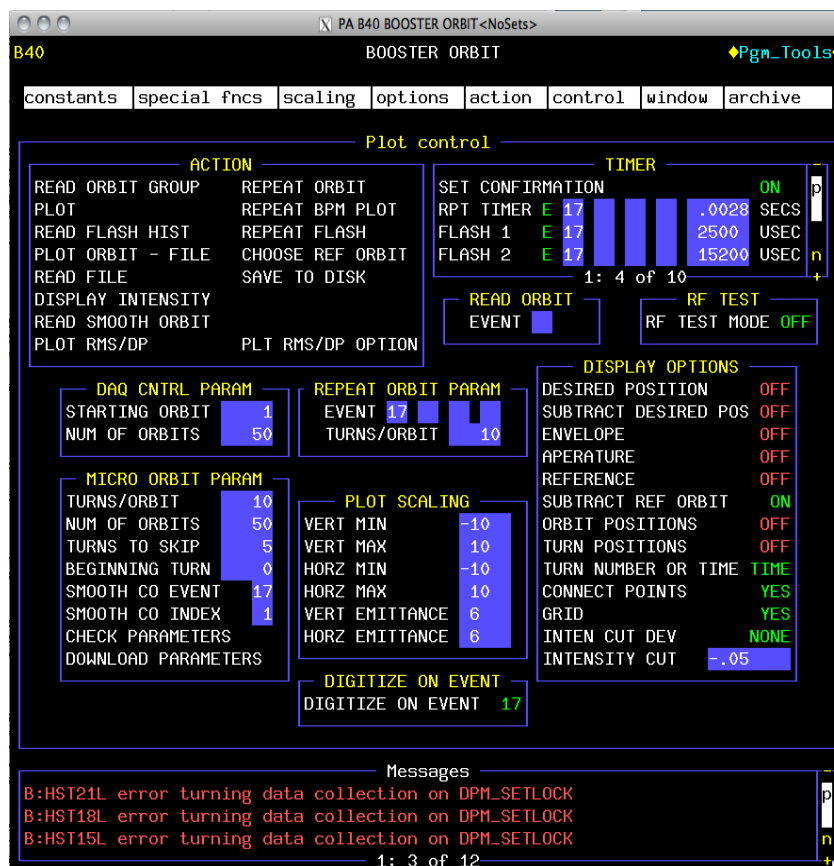 PA B40 BOOSTER ORBIT<NoSets>
B40 BOOSTER ORBIT ♦Pgm_Tools♦
constants special fncs scaling options action control window archive
Plot control
ACTION
READ ORBIT GROUP REPEAT ORBIT
PLOT REPEAT BPM PLOT
READ FLASH HIST REPEAT FLASH
PLOT ORBIT - FILE CHOOSE REF ORBIT
READ FILE SAVE TO DISK
DISPLAY INTENSITY
READ SMOOTH ORBIT
PLOT RMS/DP PLT RMS/DP OPTION
TIMER
SET CONFIRMATION ON
RPT TIMER E 17 .0028 SECS
FLASH 1 E 17 2500 USEC
FLASH 2 E 17 15200 USEC
1: 4 of 10
- p n +
READ ORBIT
EVENT
RF TEST
RF TEST MODE OFF
DAQ CNTRL PARAM
STARTING ORBIT 1
NUM OF ORBITS 50
REPEAT ORBIT PARAM
EVENT 17
TURNS/ORBIT 10
DISPLAY OPTIONS
DESIRED POSITION OFF
SUBTRACT DESIRED POS OFF
ENVELOPE OFF
APERATURE OFF
REFERENCE OFF
SUBTRACT REF ORBIT ON
ORBIT POSITIONS OFF
TURN POSITIONS OFF
TURN NUMBER OR TIME TIME
CONNECT POINTS YES
GRID YES
INTEN CUT DEV NONE
INTENSITY CUT -.05
MICRO ORBIT PARAM
TURNS/ORBIT 10
NUM OF ORBITS 50
TURNS TO SKIP 5
BEGINNING TURN 0
SMOOTH CO EVENT 17
SMOOTH CO INDEX 1
CHECK PARAMETERS
DOWNLOAD PARAMETERS
PLOT SCALING
VERT MIN -10
VERT MAX 10
HORZ MIN -10
HORZ MAX 10
VERT EMITTANCE 6
HORZ EMITTANCE 6
DIGITIZE ON EVENT
DIGITIZE ON EVENT 17
Messages
B:HST21L error turning data collection on DPM_SETLOCK
B:HST18L error turning data collection on DPM_SETLOCK
B:HST15L error turning data collection on DPM_SETLOCK
1: 3 of 12
- p n +